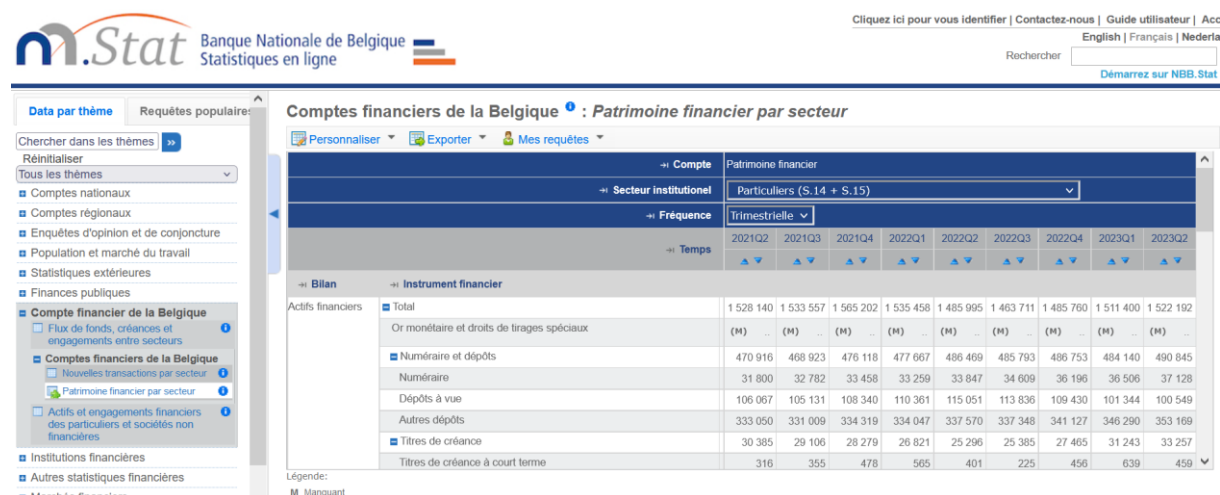 Cliquez ici pour vous identifier | Contactez-nous | Guide utilisateur | Acc
English | Français | Nederla
Rechercher
Démarrez sur NBB.Stat
n.Stat Banque Nationale de Belgique
Statistiques en ligne
Data par thème Requêtes populaires
Chercher dans les thèmes »
Réinitialiser
Tous les thèmes
Comptes nationaux
Comptes régionaux
Enquêtes d'opinion et de conjoncture
Population et marché du travail
Statistiques extérieures
Finances publiques
Compte financier de la Belgique
Flux de fonds, créances et
engagements entre secteurs
Comptes financiers de la Belgique
Nouvelles transactions par secteur
Patrimoine financier par secteur
Actifs et engagements financiers
des particuliers et sociétés non
financières
Institutions financières
Autres statistiques financières
Marchés financiers
Comptes financiers de la Belgique : Patrimoine financier par secteur
Personnaliser Exporter Mes requêtes
Compte Patrimoine financier
Secteur institutionel Particuliers (S.14 + S.15)
Fréquence Trimestrielle
Temps 2021Q2 2021Q3 2021Q4 2022Q1 2022Q2 2022Q3 2022Q4 2023Q1 2023Q2
Bilan Instrument financier
Actifs financiers Total 1 528 140 1 533 557 1 565 202 1 535 458 1 485 995 1 463 711 1 485 760 1 511 400 1 522 192
Or monétaire et droits de tirages spéciaux (M) .. (M) .. (M) .. (M) .. (M) .. (M) .. (M) .. (M) .. (M) ..
Numéraire et dépôts 470 916 468 923 476 118 477 667 486 469 485 793 486 753 484 140 490 845
Numéraire 31 800 32 782 33 458 33 259 33 847 34 609 36 196 36 506 37 128
Dépôts à vue 106 067 105 131 108 340 110 361 115 051 113 836 109 430 101 344 100 549
Autres dépôts 333 050 331 009 334 319 334 047 337 570 337 348 341 127 346 290 353 169
Titres de créance 30 385 29 106 28 279 26 821 25 296 25 385 27 465 31 243 33 257
Titres de créance à court terme 316 355 478 565 401 225 456 639 459
Légende:
M Manquant